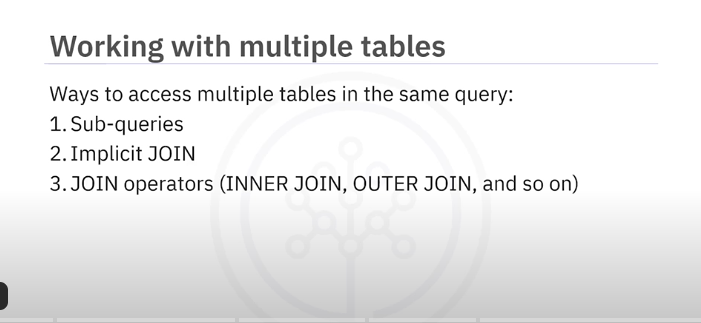 Working with multiple tables
Ways to access multiple tables in the same query:
1. Sub-queries
2. Implicit JOIN
3. JOIN operators (INNER JOIN, OUTER JOIN, and so on)